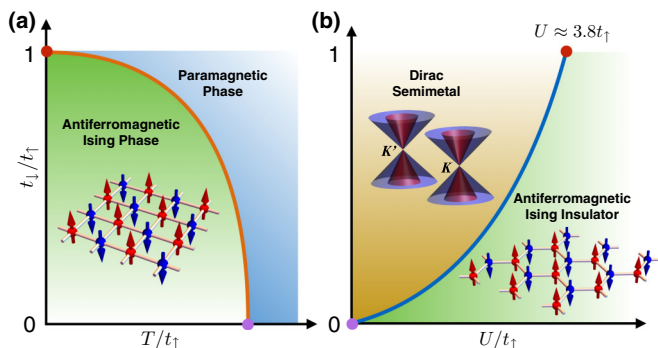 (a)
1
Paramagnetic
Phase
Antiferromagnetic
Ising Phase
t↓/t↑
0
T/t↑
(b)
U ≈ 3.8t↑
1
Dirac
Semimetal
K'
K
Antiferromagnetic
Ising Insulator
0
U/t↑